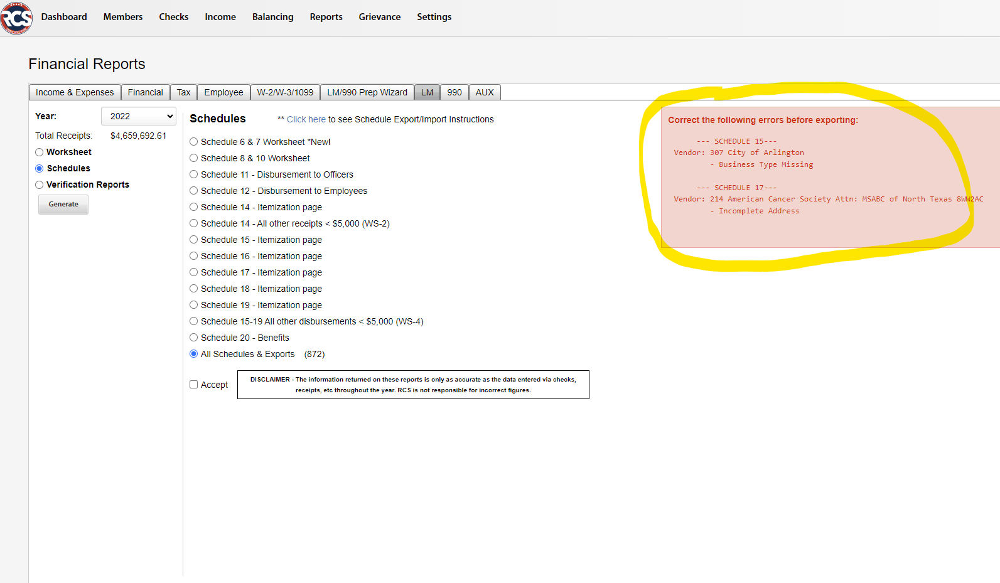 RCS
Dashboard Members Checks Income Balancing Reports Grievance Settings
Financial Reports
Income & Expenses Financial Tax Employee W-2/W-3/1099 LM/990 Prep Wizard LM 990 AUX
Year: 2022
Total Receipts: $4,659,692.61
Worksheet
Schedules
Verification Reports
Generate
Schedules ** Click here to see Schedule Export/Import Instructions
Schedule 6 & 7 Worksheet *New!
Schedule 8 & 10 Worksheet
Schedule 11 - Disbursement to Officers
Schedule 12 - Disbursement to Employees
Schedule 14 - Itemization page
Schedule 14 - All other receipts < $5,000 (WS-2)
Schedule 15 - Itemization page
Schedule 16 - Itemization page
Schedule 17 - Itemization page
Schedule 18 - Itemization page
Schedule 19 - Itemization page
Schedule 15-19 All other disbursements < $5,000 (WS-4)
Schedule 20 - Benefits
All Schedules & Exports (872)
Accept
DISCLAIMER - The information returned on these reports is only as accurate as the data entered via checks,
receipts, etc throughout the year. RCS is not responsible for incorrect figures.
Correct the following errors before exporting:
--- SCHEDULE 15---
Vendor: 307 City of Arlington
- Business Type Missing
--- SCHEDULE 17---
Vendor: 214 American Cancer Society Attn: MSABC of North Texas 8WW2AC
- Incomplete Address